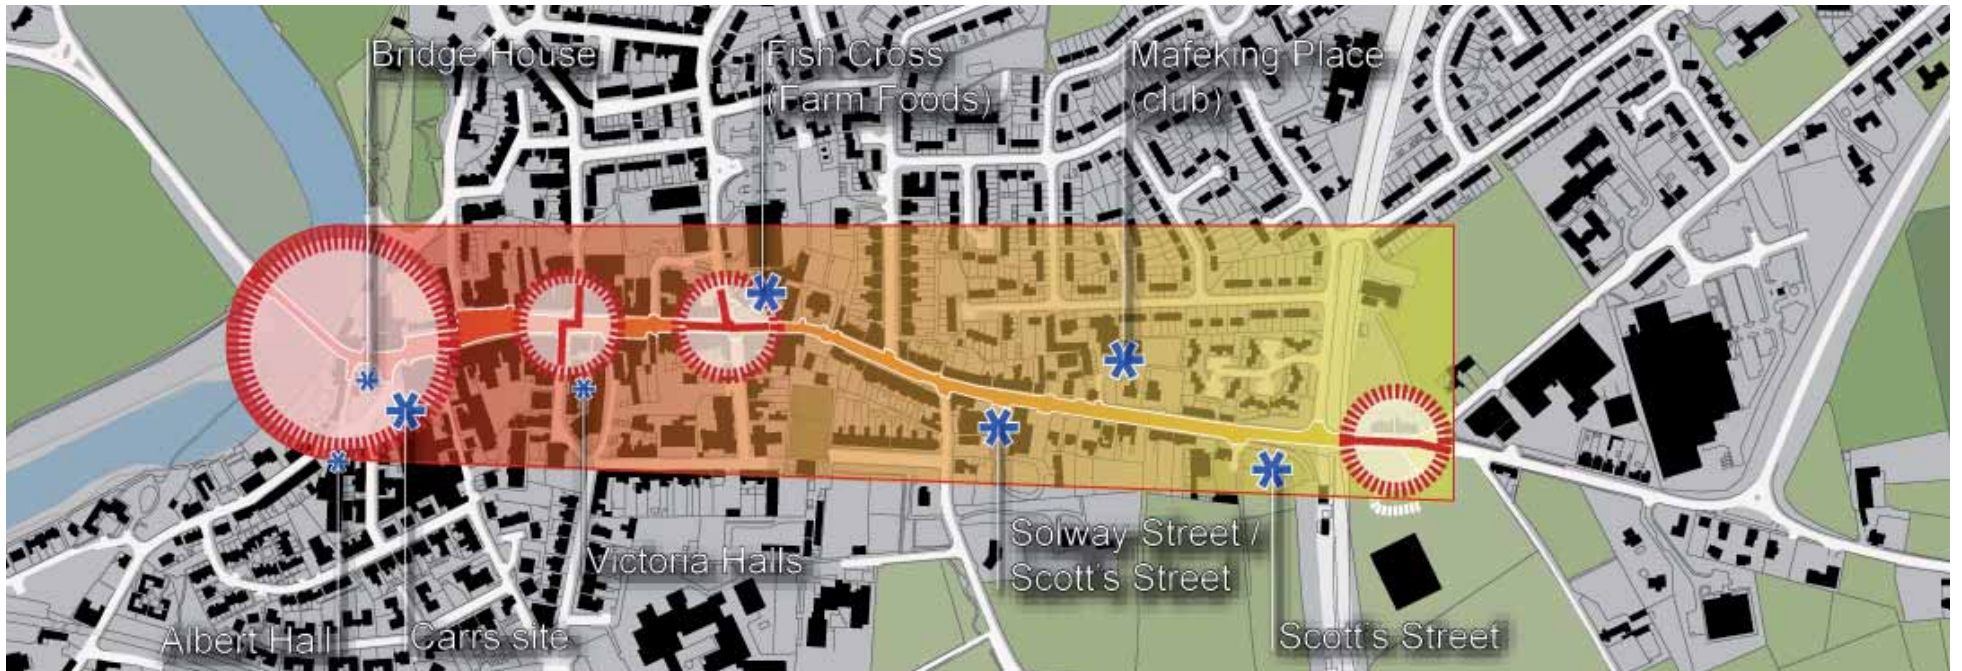 Bridge House
Fish Cross
(Farm Foods)
Mafeking Place
(club)
Solway Street /
Scott's Street
Victoria Halls
Albert Hall
Carrs site
Scott's Street